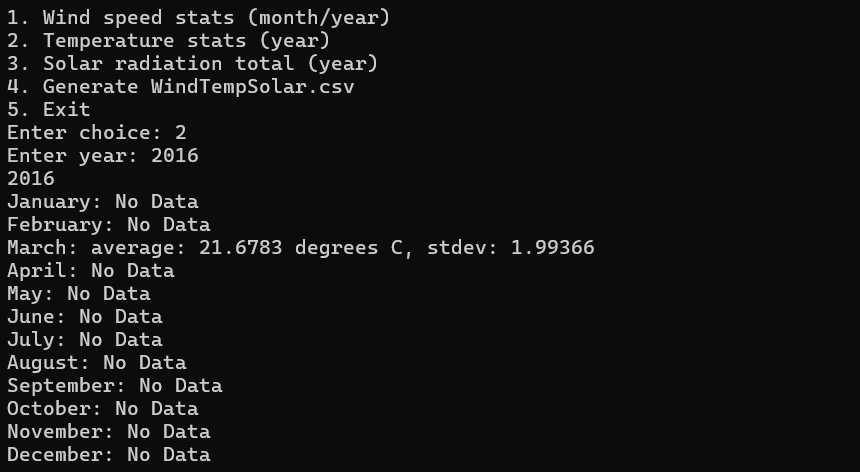 1. Wind speed stats (month/year)
2. Temperature stats (year)
3. Solar radiation total (year)
4. Generate WindTempSolar.csv
5. Exit
Enter choice: 2
Enter year: 2016
2016
January: No Data
February: No Data
March: average: 21.6783 degrees C, stdev: 1.99366
April: No Data
May: No Data
June: No Data
July: No Data
August: No Data
September: No Data
October: No Data
November: No Data
December: No Data